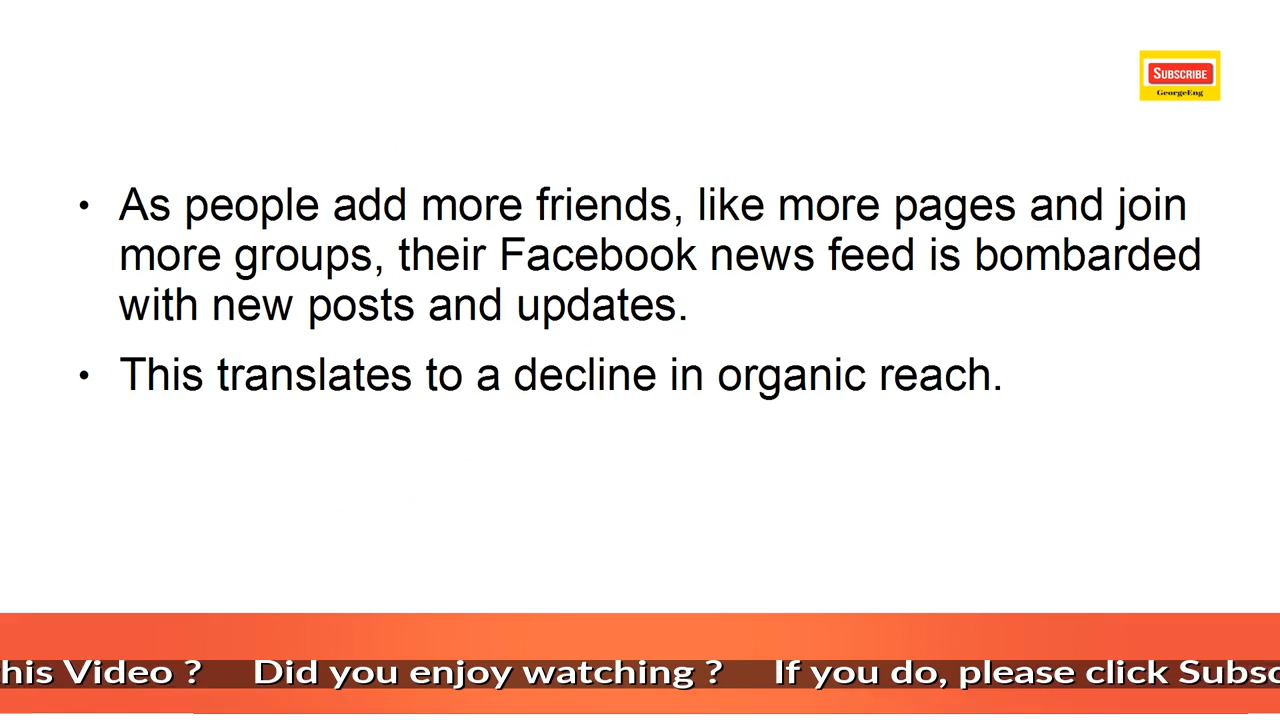 SUBSCRIBE
GeorgeEng
• As people add more friends, like more pages and join
more groups, their Facebook news feed is bombarded
with new posts and updates.
• This translates to a decline in organic reach.
his Video ? Did you enjoy watching ? If you do, please click Subsc